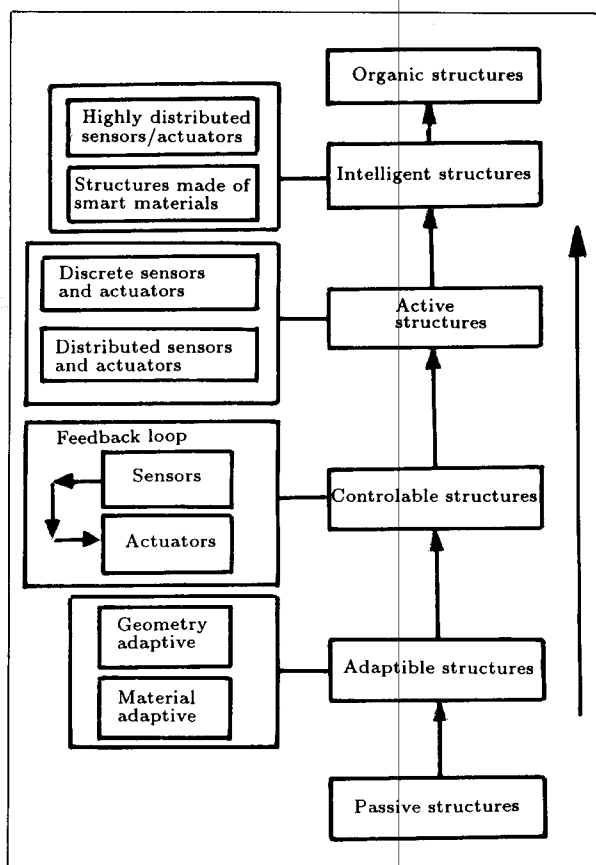 Organic structures
Highly distributed
sensors/actuators
Structures made of
smart materials
Intelligent structures
Discrete sensors
and actuators
Distributed sensors
and actuators
Active
structures
Feedback loop
Sensors
Actuators
Controlable structures
Geometry
adaptive
Material
adaptive
Adaptible structures
Passive structures